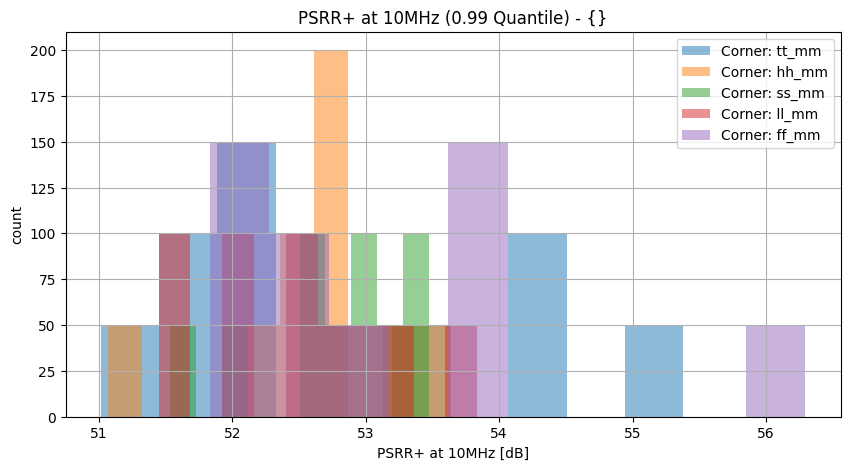 PSRR+ at 10MHz (0.99 Quantile) - {}
Corner: tt_mm
Corner: hh_mm
Corner: ss_mm
Corner: ll_mm
Corner: ff_mm
200
175
150
125
100
75
50
25
0
count
51 52 53 54 55 56
PSRR+ at 10MHz [dB]